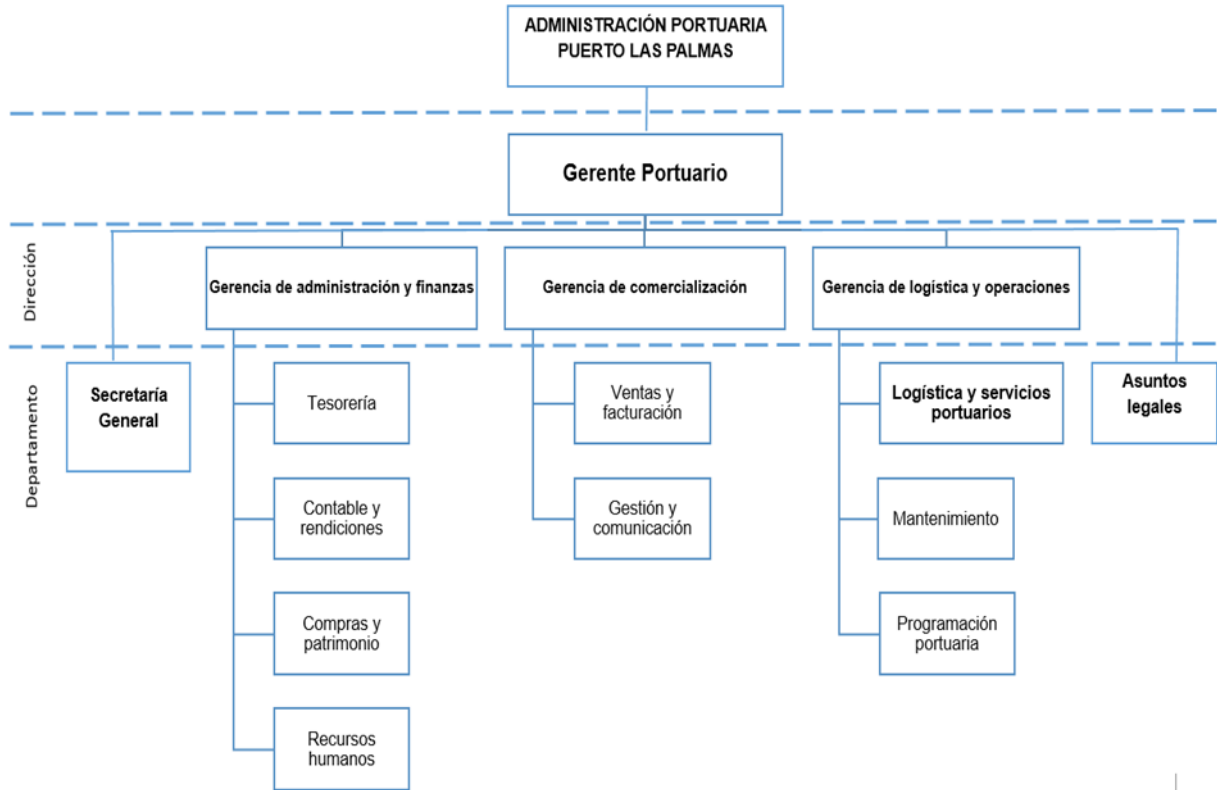 ADMINISTRACIÓN PORTUARIA
PUERTO LAS PALMAS
Gerente Portuario
Dirección
Gerencia de administración y finanzas
Gerencia de comercialización
Gerencia de logística y operaciones
Departamento
Secretaría
General
Tesorería
Ventas y
facturación
Logística y servicios
portuarios
Asuntos
legales
Contable y
rendiciones
Gestión y
comunicación
Mantenimiento
Compras y
patrimonio
Programación
portuaria
Recursos
humanos